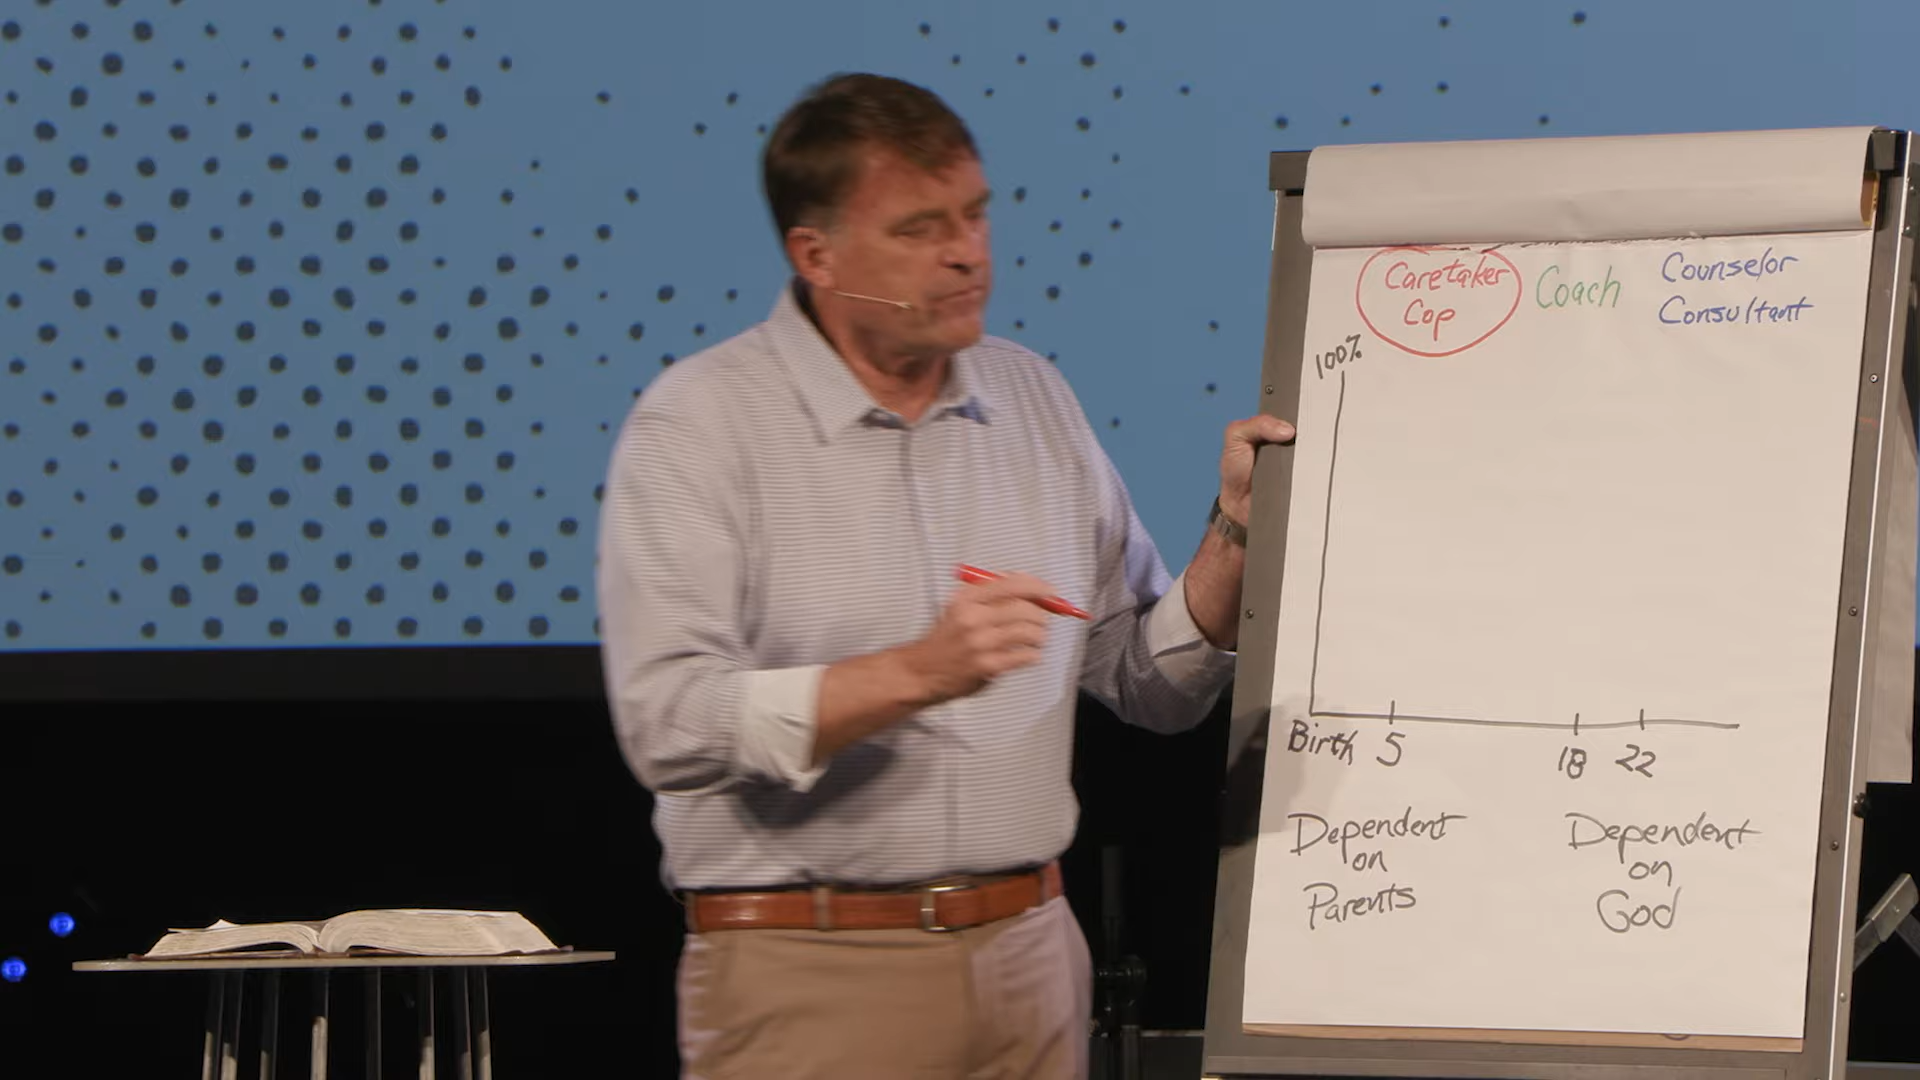 Caretaker
Cop
Coach
Counselor
Consultant
100%
Birth 5 18 22
Dependent
on
Parents
Dependent
on
God